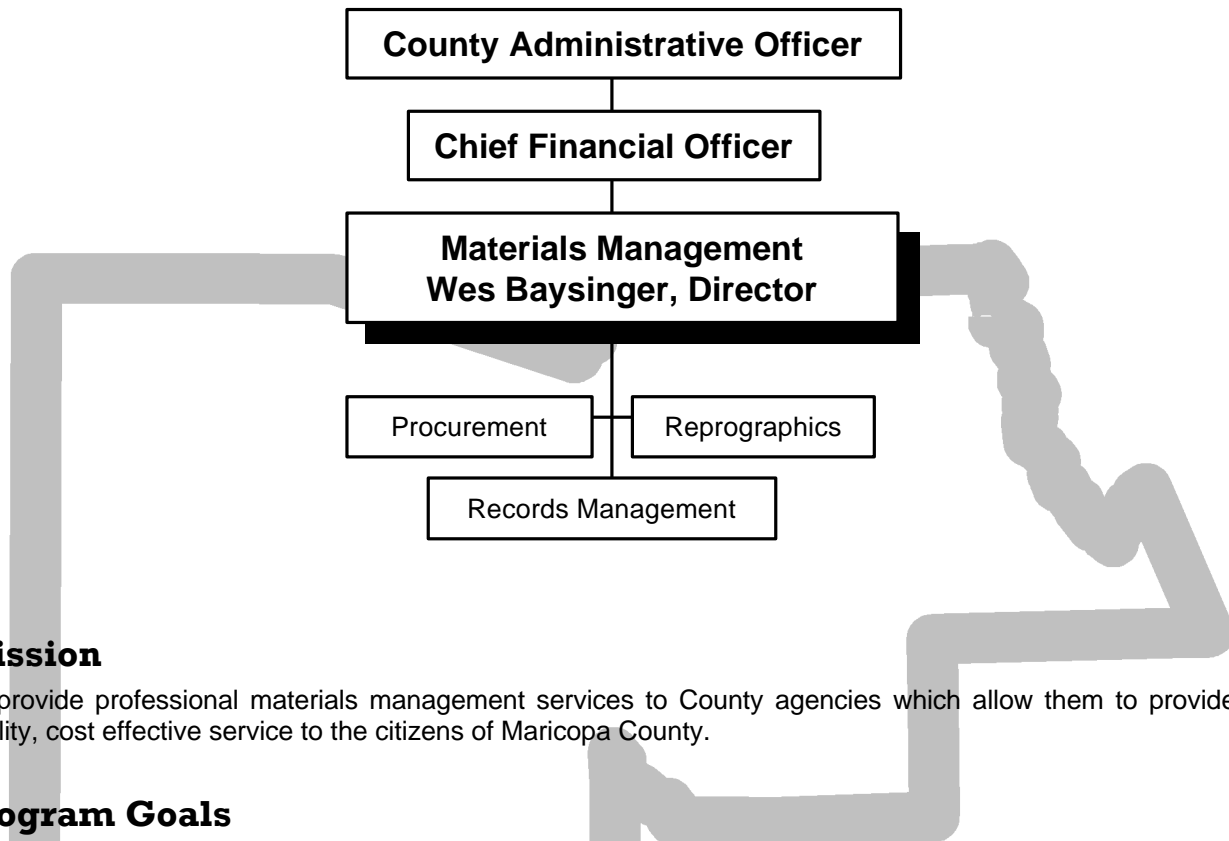 County Administrative Officer
Chief Financial Officer
Materials Management
Wes Baysinger, Director
Procurement
Reprographics
Records Management
ission
provide professional materials management services to County agencies which allow them to provide
lity, cost effective service to the citizens of Maricopa County.
ogram Goals